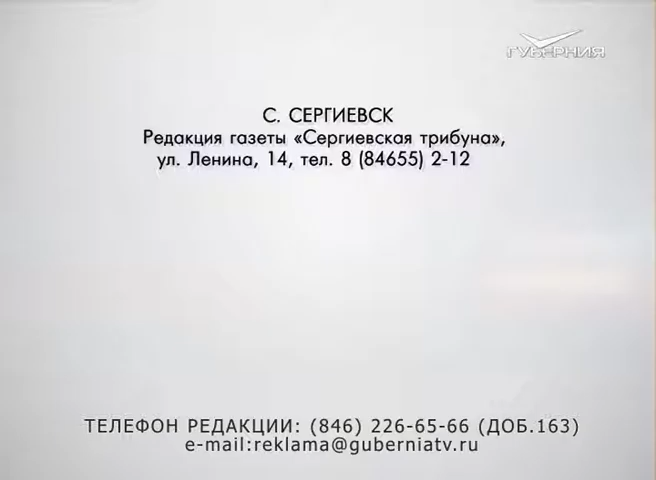 ГУБЕРНИЯ
С. СЕРГИЕВСК
Редакция газеты «Сергиевская трибуна»,
ул. Ленина, 14, тел. 8 (84655) 2-12
ТЕЛЕФОН РЕДАКЦИИ: (846) 226-65-66 (ДОБ.163)
e-mail:reklama@guberniatv.ru